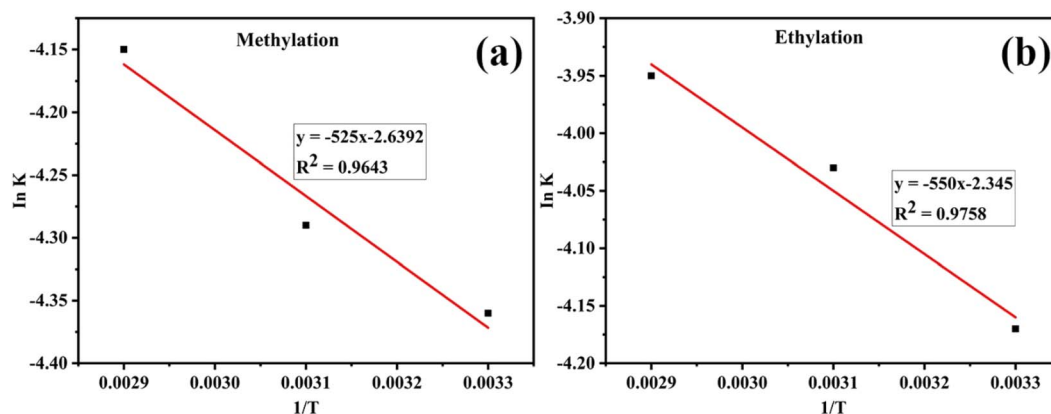 Methylation
(a)
-4.15
-4.20
-4.25
-4.30
-4.35
-4.40
In K
y = -525x-2.6392
R² = 0.9643
0.0029
0.0030
0.0031
0.0032
0.0033
1/T
Ethylation
(b)
-3.90
-3.95
-4.00
-4.05
-4.10
-4.15
-4.20
In K
y = -550x-2.345
R² = 0.9758
0.0029
0.0030
0.0031
0.0032
0.0033
1/T